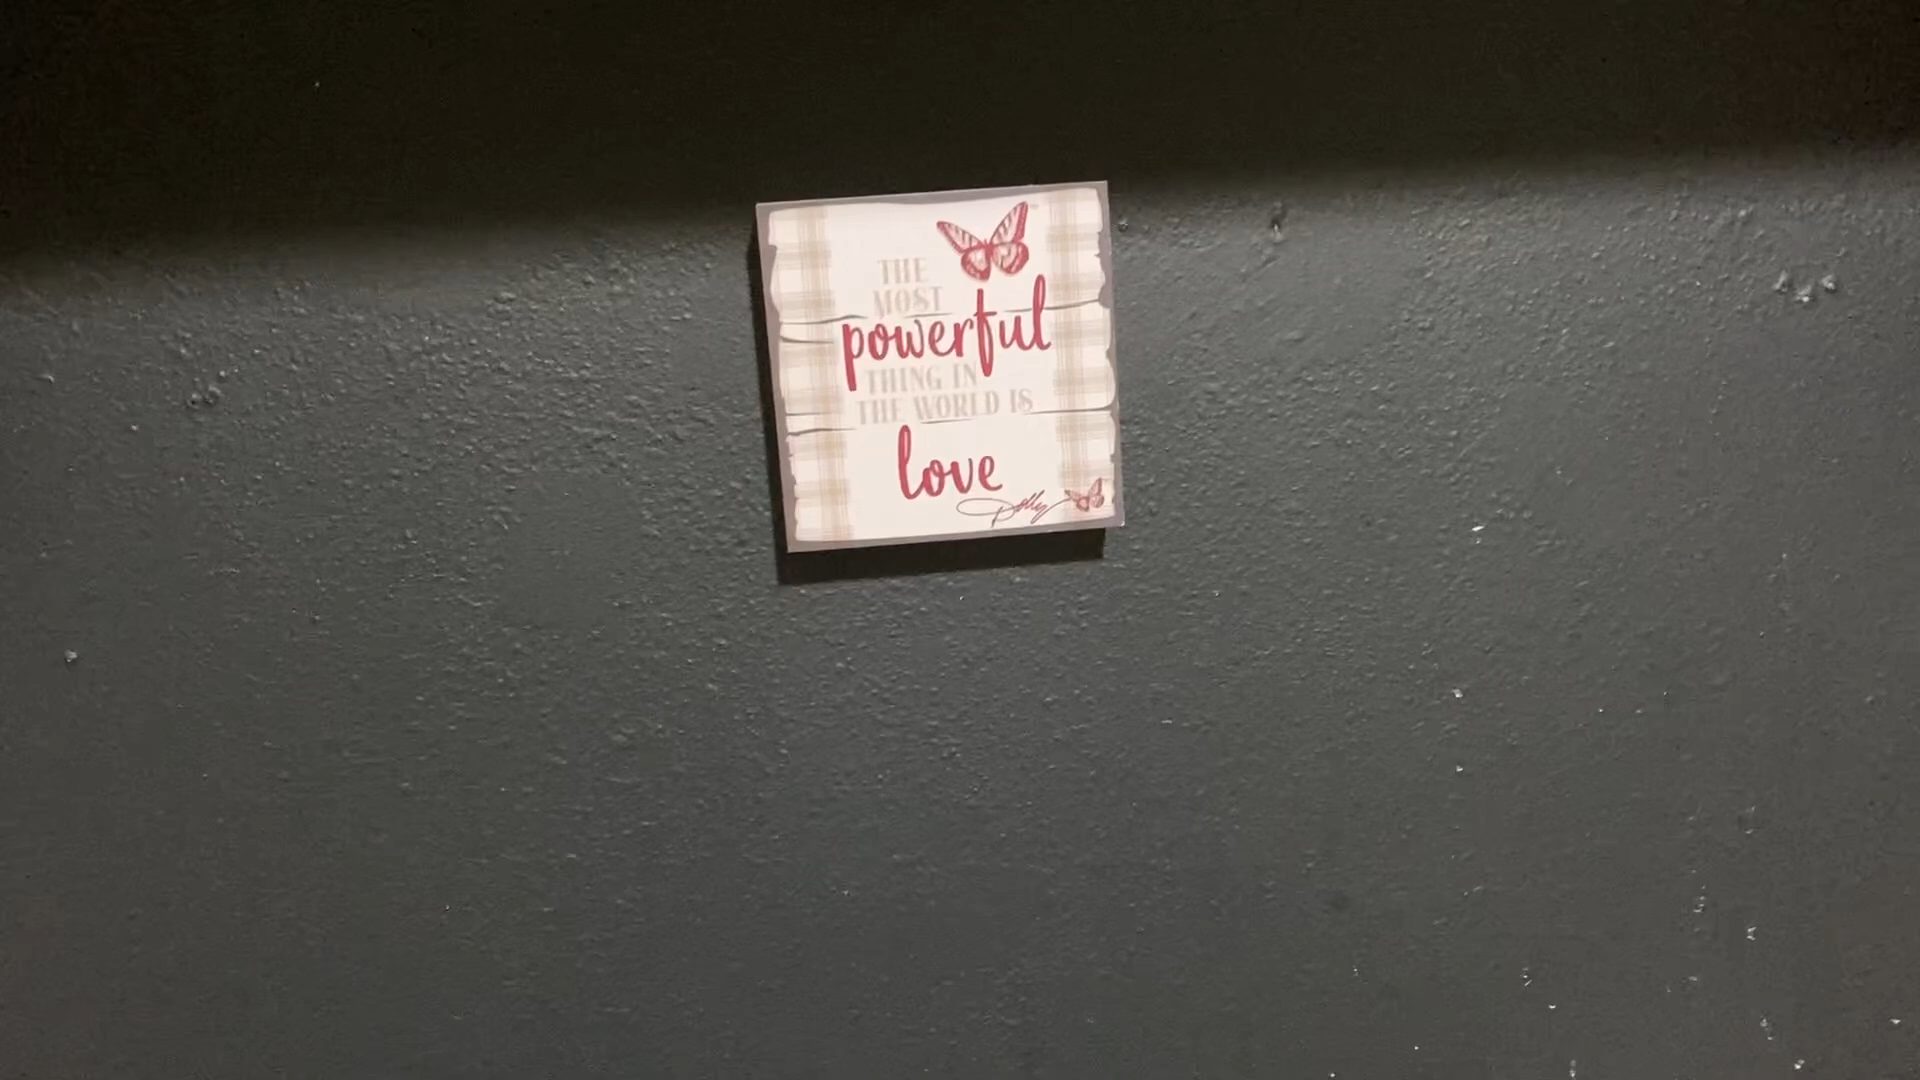 THE
MOST
powerful
THING IN
THE WORLD IS
love
Dolly